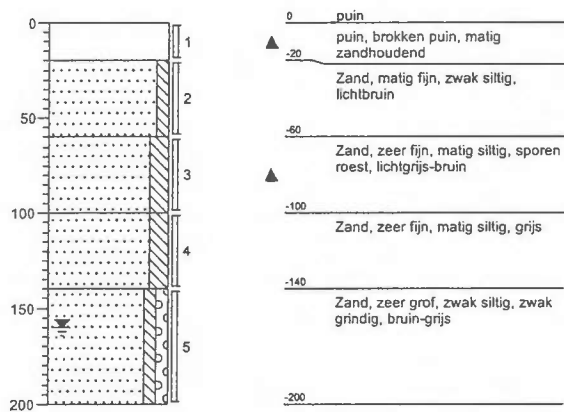 0
50
100
150
200
1
2
3
4
5
0 puin
puin, brokken puin, matig
zandhoudend
-20
Zand, matig fijn, zwak siltig,
lichtbruin
-60
Zand, zeer fijn, matig siltig, sporen
roest, lichtgrijs-bruin
-100
Zand, zeer fijn, matig siltig, grijs
-140
Zand, zeer grof, zwak siltig, zwak
grindig, bruin-grijs
-200